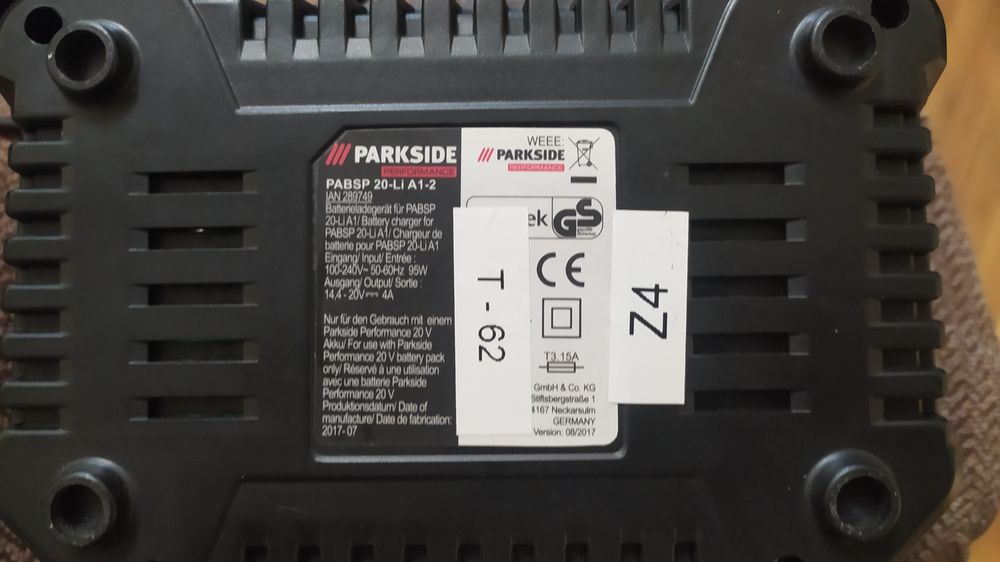 PARKSIDE
PERFORMANCE
PABSP 20-Li A1-2
IAN 289749
Batterieladegerät für PABSP
20-Li A1/ Battery charger for
PABSP 20-Li A1/ Chargeur de
batterie pour PABSP 20-Li A1
Eingang/ Input/ Entrée :
100-240V~ 50-60Hz 95W
Ausgang/ Output/ Sortie :
14,4 - 20V⎓ 4A
Nur für den Gebrauch mit einem
Parkside Performance 20 V
Akku/ For use with Parkside
Performance 20 V battery pack
only/ Réservé à une utilisation
avec une batterie Parkside
Performance 20 V
Produktionsdatum/ Date of
manufacture/ Date de fabrication:
2017- 07
WEEE:
PARKSIDE
PERFORMANCE
ek
GS
CE
T3.15A
GmbH & Co. KG
Stiftsbergstraße 1
4167 Neckarsulm
GERMANY
Version: 08/2017
T - 62
Z4